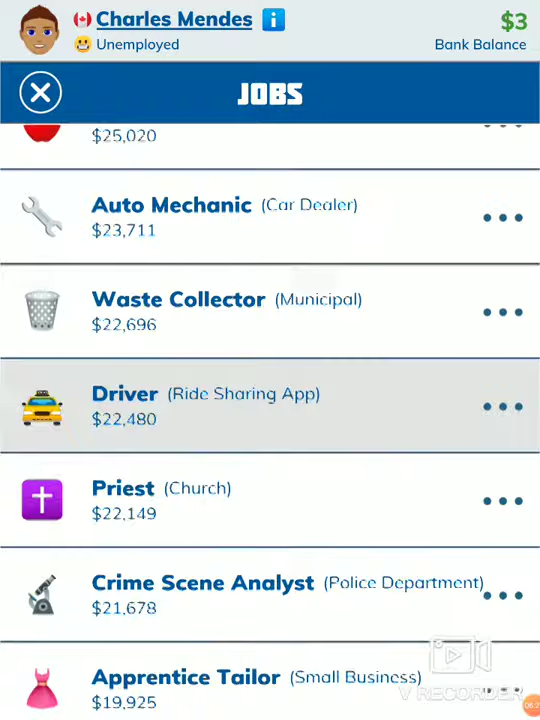 Charles Mendes
$3
Unemployed
Bank Balance
JOBS
$25,020
Auto Mechanic (Car Dealer)
$23,711
Waste Collector (Municipal)
$22,696
Driver (Ride Sharing App)
$22,480
Priest (Church)
$22,149
Crime Scene Analyst (Police Department)
$21,678
Apprentice Tailor (Small Business)
$19,925
V RECORDER